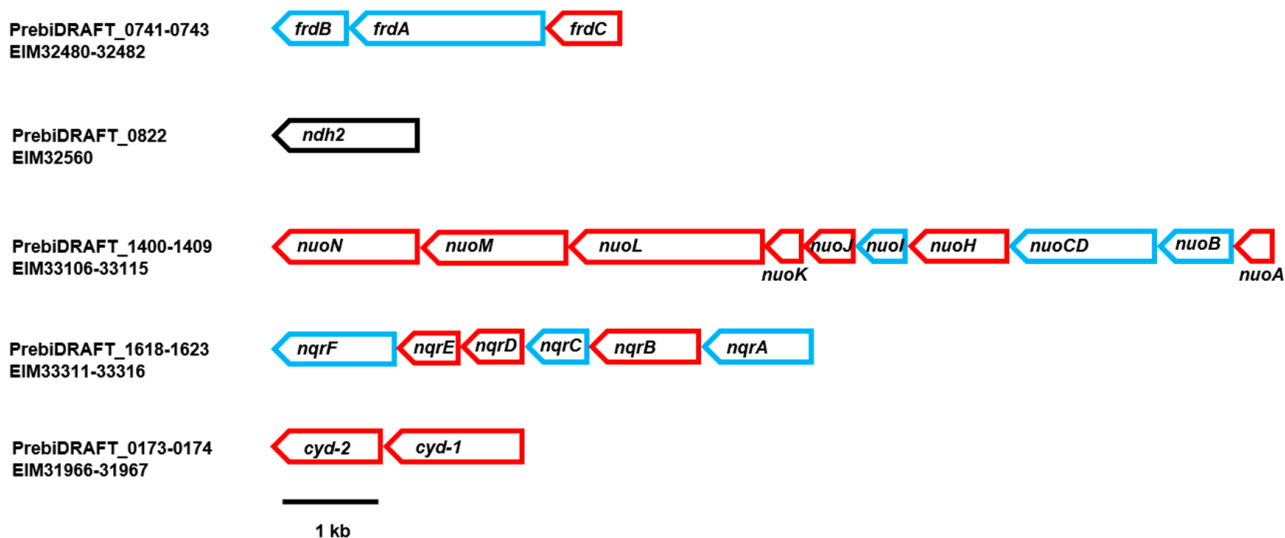 PrebiDRAFT_0741-0743
EIM32480-32482
frdB frdA frdC
PrebiDRAFT_0822
EIM32560
ndh2
PrebiDRAFT_1400-1409
EIM33106-33115
nuoN nuoM nuoL nuoK nuoJ nuoI nuoH nuoCD nuoB nuoA
PrebiDRAFT_1618-1623
EIM33311-33316
nqrF nqrE nqrD nqrC nqrB nqrA
PrebiDRAFT_0173-0174
EIM31966-31967
cyd-2 cyd-1
1 kb